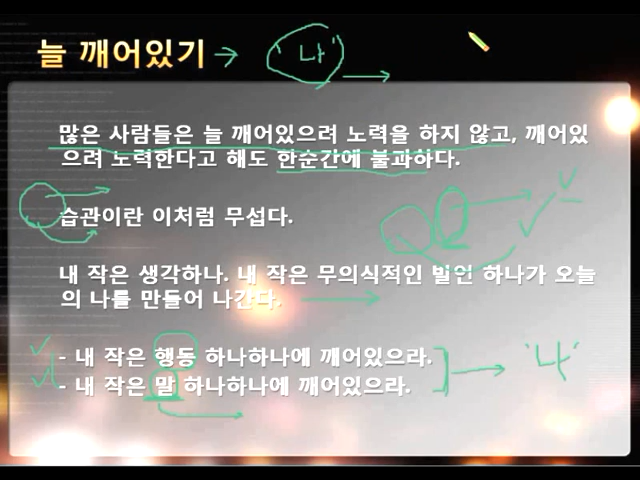 늘 깨어있기 → '나'
많은 사람들은 늘 깨어있으려 노력을 하지 않고, 깨어있
으려 노력한다고 해도 한순간에 불과하다.
습관이란 이처럼 무섭다.
내 작은 생각하나. 내 작은 무의식적인 발언 하나가 오늘
의 나를 만들어 나간다.
- 내 작은 행동 하나하나에 깨어있으라.
- 내 작은 말 하나하나에 깨어있으라.
'나'